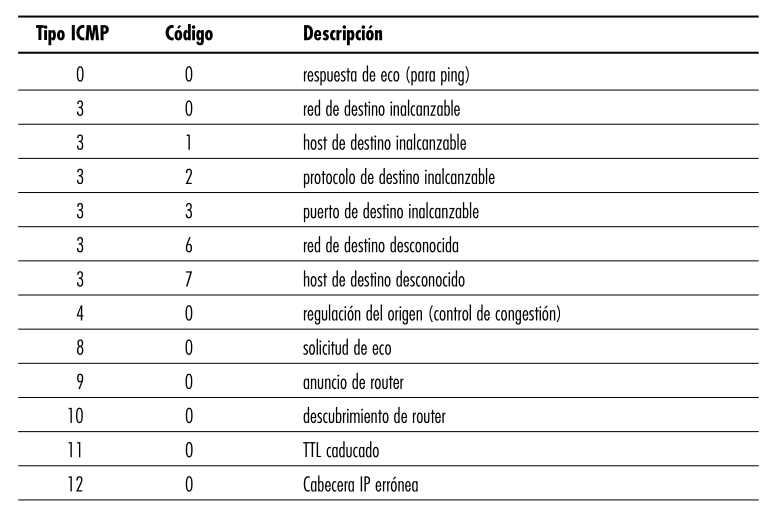 Tipo ICMP Código Descripción
0 0 respuesta de eco (para ping)
3 0 red de destino inalcanzable
3 1 host de destino inalcanzable
3 2 protocolo de destino inalcanzable
3 3 puerto de destino inalcanzable
3 6 red de destino desconocida
3 7 host de destino desconocido
4 0 regulación del origen (control de congestión)
8 0 solicitud de eco
9 0 anuncio de router
10 0 descubrimiento de router
11 0 TTL caducado
12 0 Cabecera IP errónea